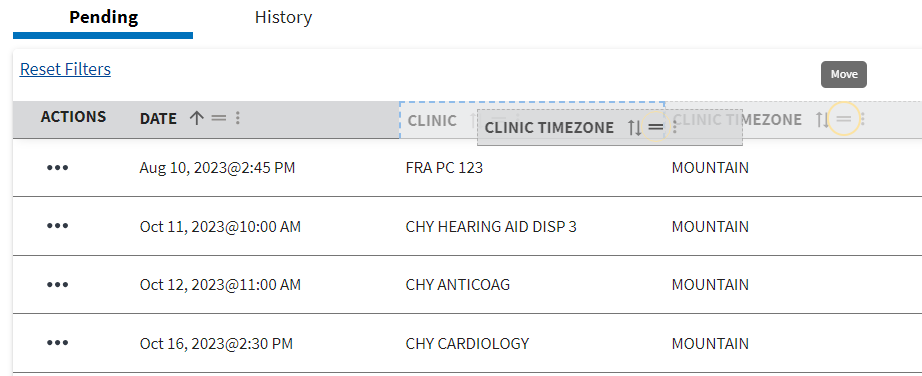 Pending History
Reset Filters
Move
ACTIONS DATE CLINIC CLINIC TIMEZONE CLINIC TIMEZONE
Aug 10, 2023@2:45 PM FRA PC 123 MOUNTAIN
Oct 11, 2023@10:00 AM CHY HEARING AID DISP 3 MOUNTAIN
Oct 12, 2023@11:00 AM CHY ANTICOAG MOUNTAIN
Oct 16, 2023@2:30 PM CHY CARDIOLOGY MOUNTAIN